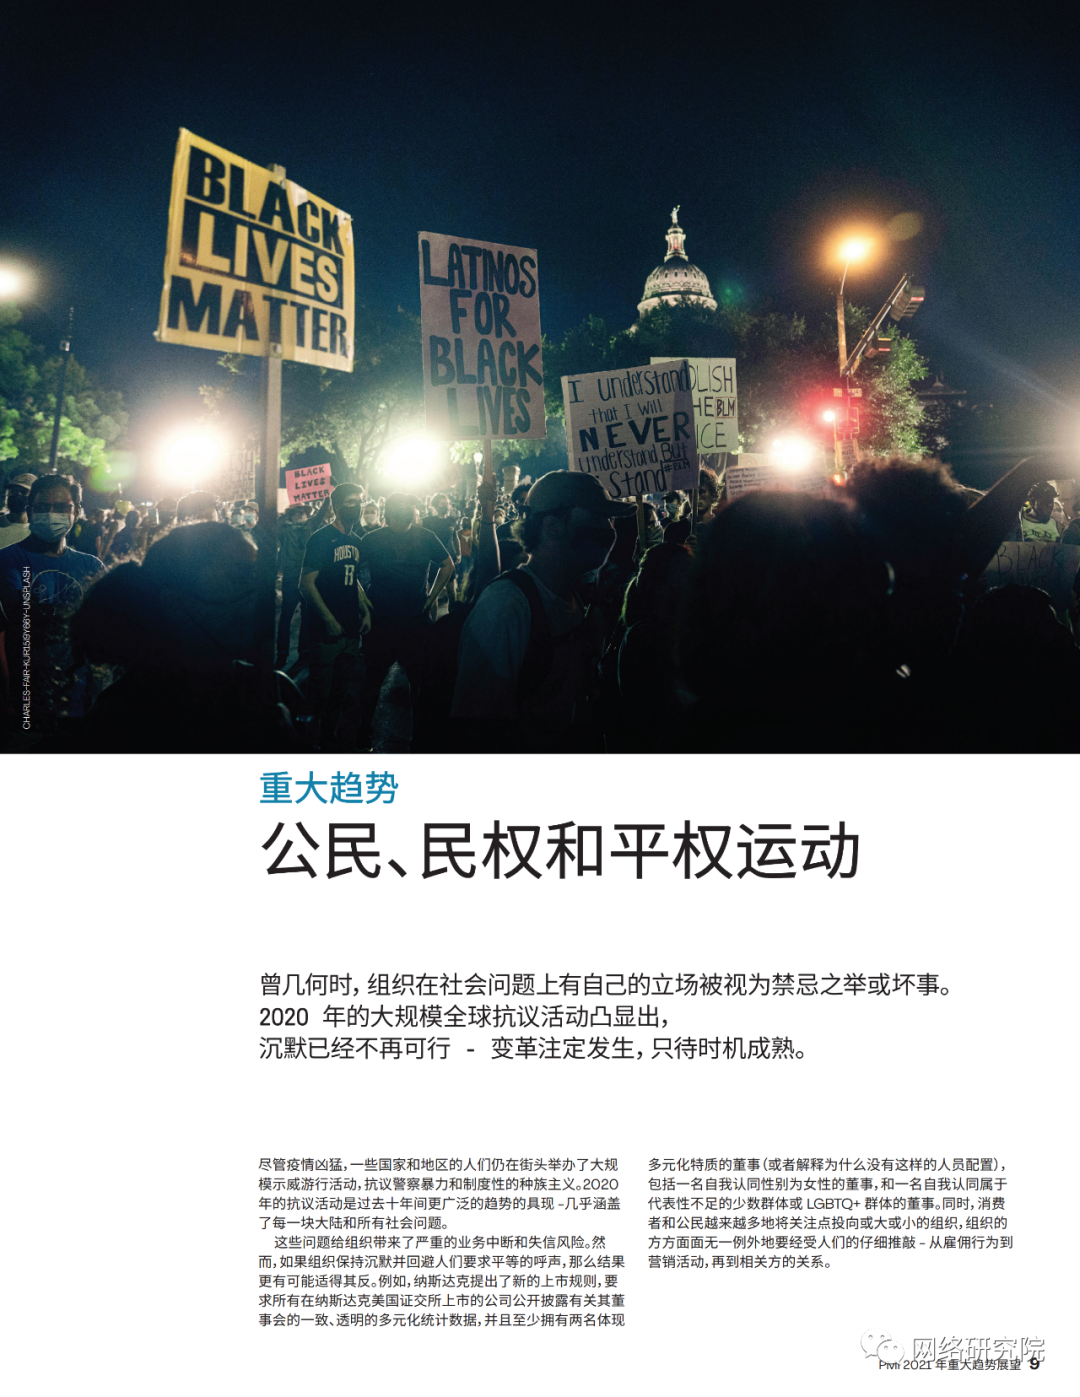 BLACK
LIVES
MATTER
LATINOS
FOR
BLACK
LIVES
I understand
that I will
NEVER
Understand But
I Stand
#BLM
OLISH
HE BLM
ICE
BLACK
LIVES
MATTER
HOUSTON
13
BLACK
重大趋势
公民、民权和平权运动
曾几何时, 组织在社会问题上有自己的立场被视为禁忌之举或坏事。
2020 年的大规模全球抗议活动凸显出,
沉默已经不再可行 - 变革注定发生, 只待时机成熟。
尽管疫情凶猛, 一些国家和地区的人们仍在街头举办了大规
模示威游行活动, 抗议警察暴力和制度性的种族主义。2020
年的抗议活动是过去十年间更广泛的趋势的具现 –几乎涵盖
了每一块大陆和所有社会问题。
这些问题给组织带来了严重的业务中断和失信风险。然
而, 如果组织保持沉默并回避人们要求平等的呼声, 那么结果
更有可能适得其反。例如, 纳斯达克提出了新的上市规则, 要
求所有在纳斯达克美国证交所上市的公司公开披露有关其董
事会的一致、透明的多元化统计数据, 并且至少拥有两名体现
多元化特质的董事 (或者解释为什么没有这样的人员配置),
包括一名自我认同性别为女性的董事, 和一名自我认同属于
代表性不足的少数群体或 LGBTQ+ 群体的董事。同时, 消费
者和公民越来越多地将关注点投向或大或小的组织, 组织的
方方面面无一例外地要经受人们的仔细推敲 – 从雇佣行为到
营销活动, 再到相关方的关系。
网络研究院
PMI 2021 年重大趋势展望 9